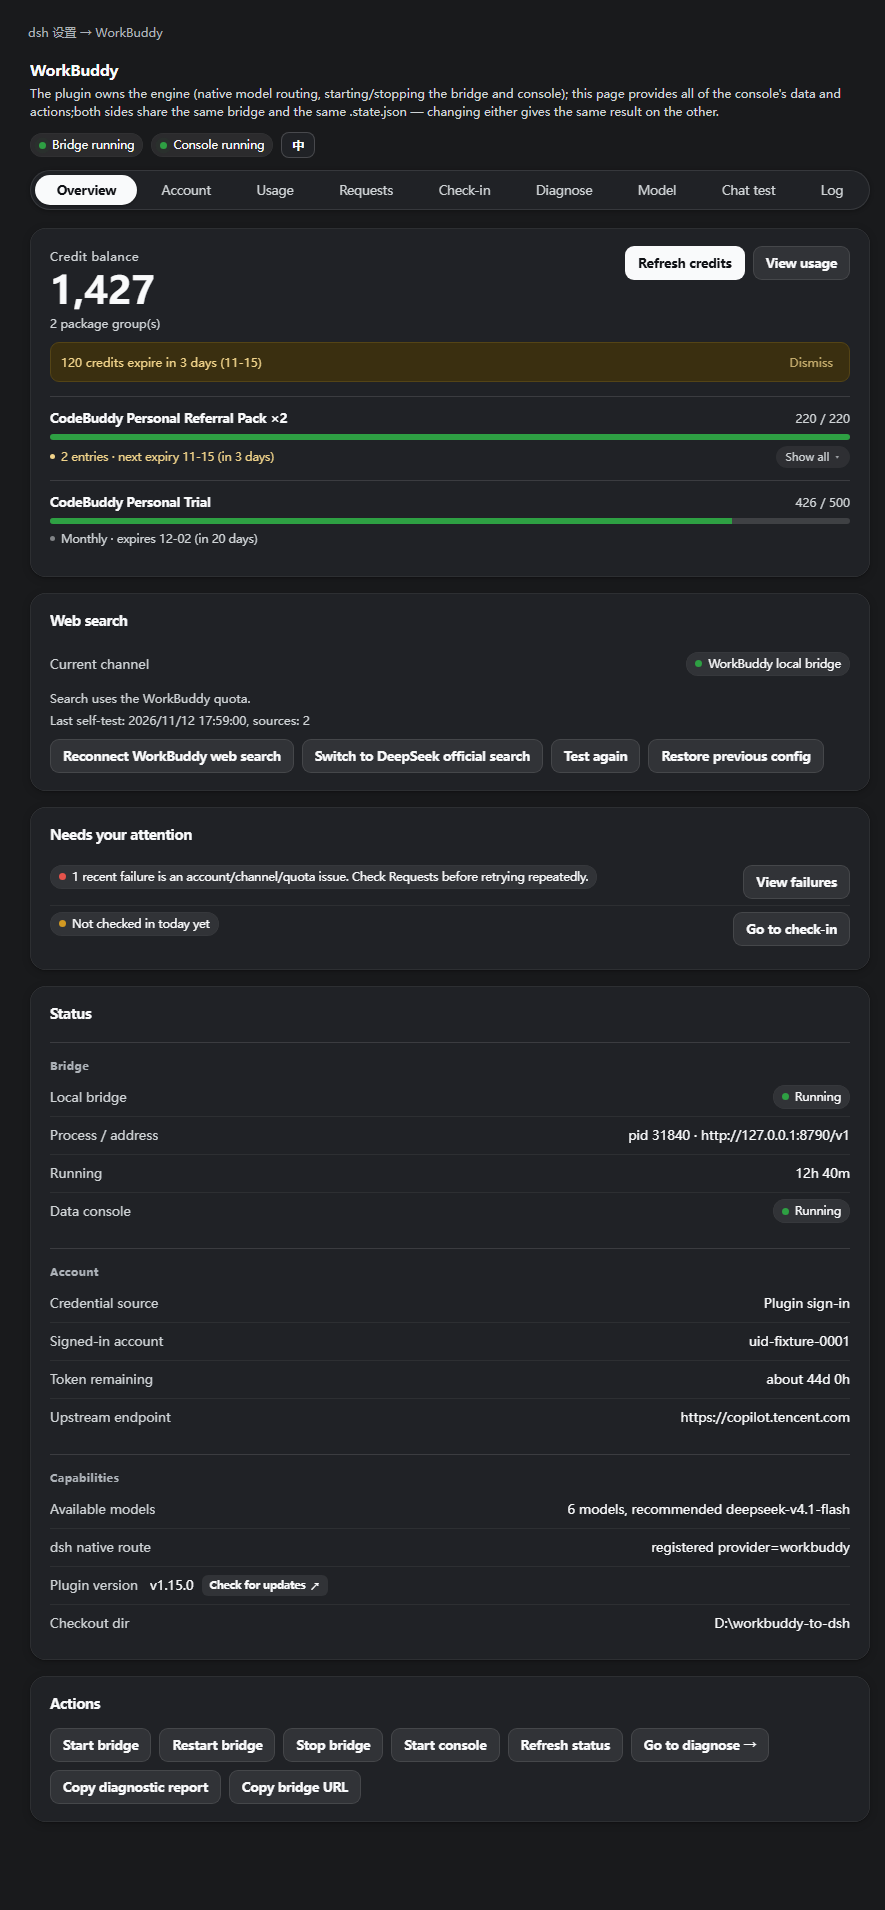 dsh 设置 → WorkBuddy
WorkBuddy
The plugin owns the engine (native model routing, starting/stopping the bridge and console); this page provides all of the console's data and
actions;both sides share the same bridge and the same .state.json — changing either gives the same result on the other.
Bridge running Console running 中
Overview Account Usage Requests Check-in Diagnose Model Chat test Log
Credit balance
Refresh credits View usage
1,427
2 package group(s)
120 credits expire in 3 days (11-15) Dismiss
CodeBuddy Personal Referral Pack ×2 220 / 220
2 entries · next expiry 11-15 (in 3 days) Show all
CodeBuddy Personal Trial 426 / 500
Monthly · expires 12-02 (in 20 days)
Web search
Current channel WorkBuddy local bridge
Search uses the WorkBuddy quota.
Last self-test: 2026/11/12 17:59:00, sources: 2
Reconnect WorkBuddy web search Switch to DeepSeek official search Test again Restore previous config
Needs your attention
1 recent failure is an account/channel/quota issue. Check Requests before retrying repeatedly. View failures
Not checked in today yet Go to check-in
Status
Bridge
Local bridge Running
Process / address pid 31840 · http://127.0.0.1:8790/v1
Running 12h 40m
Data console Running
Account
Credential source Plugin sign-in
Signed-in account uid-fixture-0001
Token remaining about 44d 0h
Upstream endpoint https://copilot.tencent.com
Capabilities
Available models 6 models, recommended deepseek-v4.1-flash
dsh native route registered provider=workbuddy
Plugin version v1.15.0 Check for updates ↗
Checkout dir D:\workbuddy-to-dsh
Actions
Start bridge Restart bridge Stop bridge Start console Refresh status Go to diagnose →
Copy diagnostic report Copy bridge URL